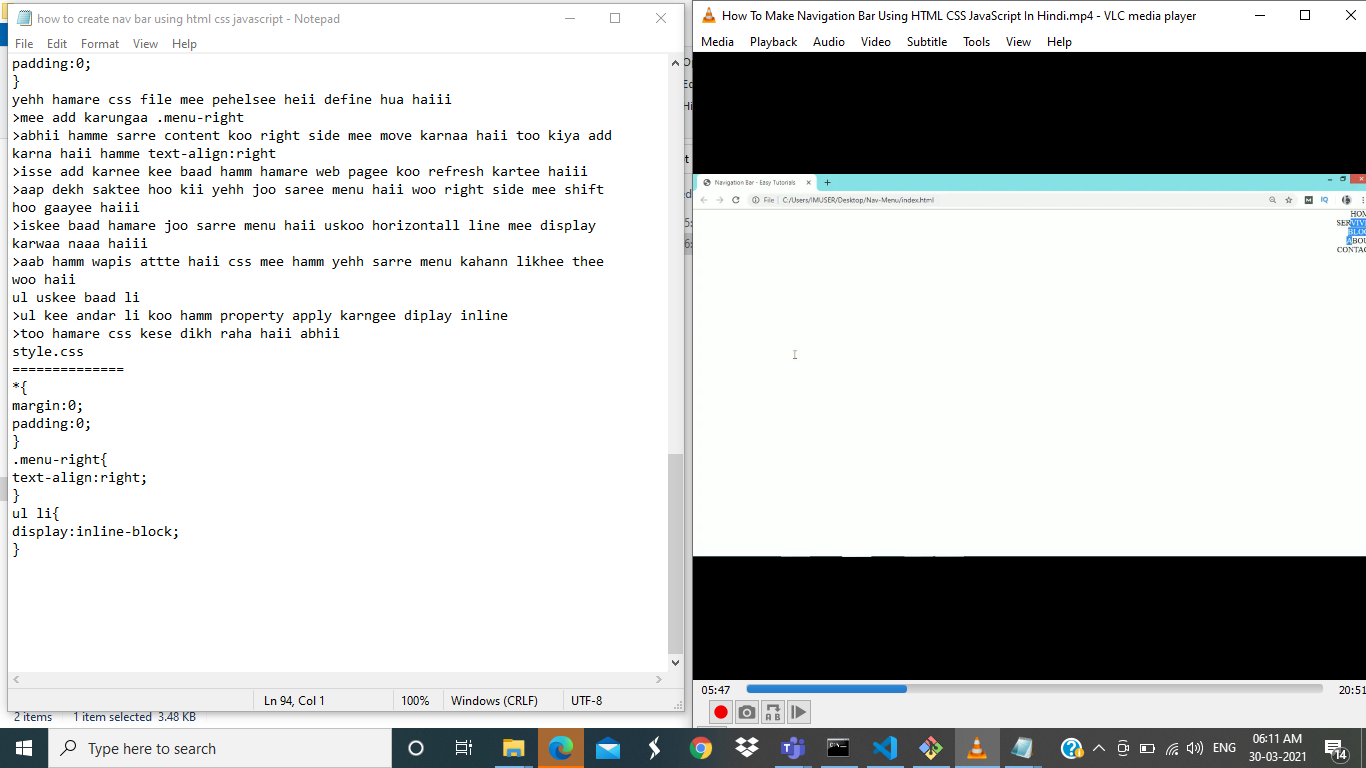 how to create nav bar using html css javascript - Notepad
File Edit Format View Help
padding:0;
}
yehh hamare css file mee pehelsee heii define hua haiii
>mee add karungaa .menu-right
>abhii hamme sarre content koo right side mee move karnaa haii too kiya add
karna haii hamme text-align:right
>isse add karnee kee baad hamm hamare web pagee koo refresh kartee haiii
>aap dekh saktee hoo kii yehh joo saree menu haii woo right side mee shift
hoo gaayee haiii
>iskee baad hamare joo sarre menu haii uskoo horizontall line mee display
karwaa naaa haiii
>aab hamm wapis attte haii css mee hamm yehh sarre menu kahann likhee thee
woo haii
ul uskee baad li
>ul kee andar li koo hamm property apply karngee diplay inline
>too hamare css kese dikh raha haii abhii
style.css
==============
*{
margin:0;
padding:0;
}
.menu-right{
text-align:right;
}
ul li{
display:inline-block;
}
Ln 94, Col 1 100% Windows (CRLF) UTF-8
2 items 1 item selected 3.48 KB
How To Make Navigation Bar Using HTML CSS JavaScript In Hindi.mp4 - VLC media player
Media Playback Audio Video Subtitle Tools View Help
Navigation Bar - Easy Tutorials
File C:/Users/IMUSER/Desktop/Nav-Menu/index.html
HOM
SERVIVE
BLOG
ABOU
CONTAC
05:47 20:51
Type here to search
ENG
06:11 AM
30-03-2021
14